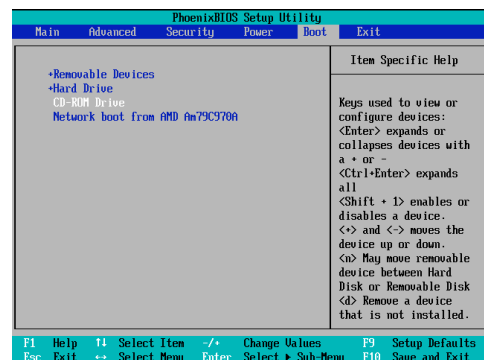 PhoenixBIOS Setup Utility
Main Advanced Security Power Boot Exit
+Removable Devices
+Hard Drive
CD-ROM Drive
Network boot from AMD Am79C970A
Item Specific Help
Keys used to view or
configure devices:
<Enter> expands or
collapses devices with
a + or -
<Ctrl+Enter> expands
all
<Shift + 1> enables or
disables a device.
<+> and <-> moves the
device up or down.
<n> May move removable
device between Hard
Disk or Removable Disk
<d> Remove a device
that is not installed.
F1 Help ↑↓ Select Item -/+ Change Values F9 Setup Defaults
Esc Exit ↔ Select Menu Enter Select ▶ Sub-Menu F10 Save and Exit